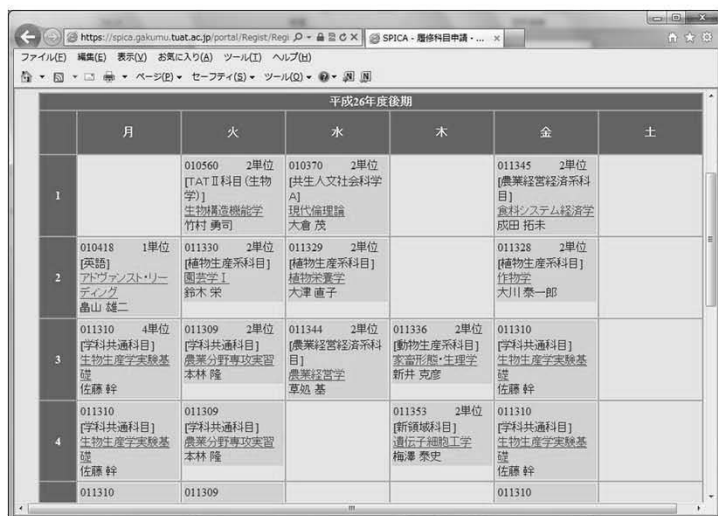 https://spica.gakumu.tuat.ac.jp/portal/Regist/Regi
SPICA - 履修科目申請・...
ファイル(F) 編集(E) 表示(V) お気に入り(A) ツール(T) ヘルプ(H)
ページ(P) セーフティ(S) ツール(O)
平成26年度後期
月 火 水 木 金 土
1
010560 2単位
[TATⅡ科目(生物
学)]
生物構造機能学
竹村 勇司
010370 2単位
[共生人文社会科学
A]
現代倫理論
大倉 茂
011345 2単位
[農業経営経済系科
目]
食料システム経済学
成田 拓未
2
010418 1単位
[英語]
アドヴァンスト・リー
ディング
畠山 雄二
011330 2単位
[植物生産系科目]
園芸学Ⅰ
鈴木 栄
011329 2単位
[植物生産系科目]
植物栄養学
大津 直子
011328 2単位
[植物生産系科目]
作物学
大川 泰一郎
3
011310 4単位
[学科共通科目]
生物生産学実験基
礎
佐藤 幹
011309 2単位
[学科共通科目]
農業分野専攻実習
本林 隆
011344 2単位
[農業経営経済系科
目]
農業経営学
草処 基
011336 2単位
[動物生産系科目]
家畜形態・生理学
新井 克彦
011310
[学科共通科目]
生物生産学実験基
礎
佐藤 幹
4
011310
[学科共通科目]
生物生産学実験基
礎
佐藤 幹
011309
[学科共通科目]
農業分野専攻実習
本林 隆
011353 2単位
[新領域科目]
遺伝子細胞工学
梅澤 泰史
011310
[学科共通科目]
生物生産学実験基
礎
佐藤 幹
011310
011309
011310